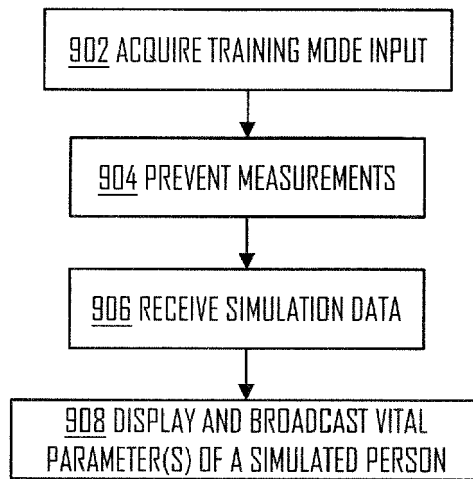 902 ACQUIRE TRAINING MODE INPUT
904 PREVENT MEASUREMENTS
906 RECEIVE SIMULATION DATA
908 DISPLAY AND BROADCAST VITAL
PARAMETER(S) OF A SIMULATED PERSON